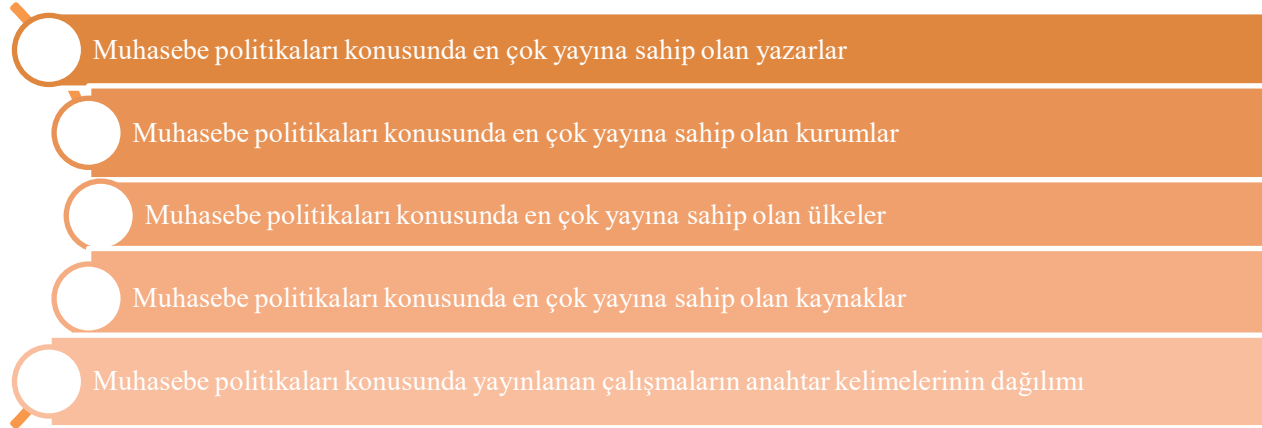 Muhasebe politikaları konusunda en çok yayına sahip olan yazarlar
Muhasebe politikaları konusunda en çok yayına sahip olan kurumlar
Muhasebe politikaları konusunda en çok yayına sahip olan ülkeler
Muhasebe politikaları konusunda en çok yayına sahip olan kaynaklar
Muhasebe politikaları konusunda yayınlanan çalışmaların anahtar kelimelerinin dağılımı